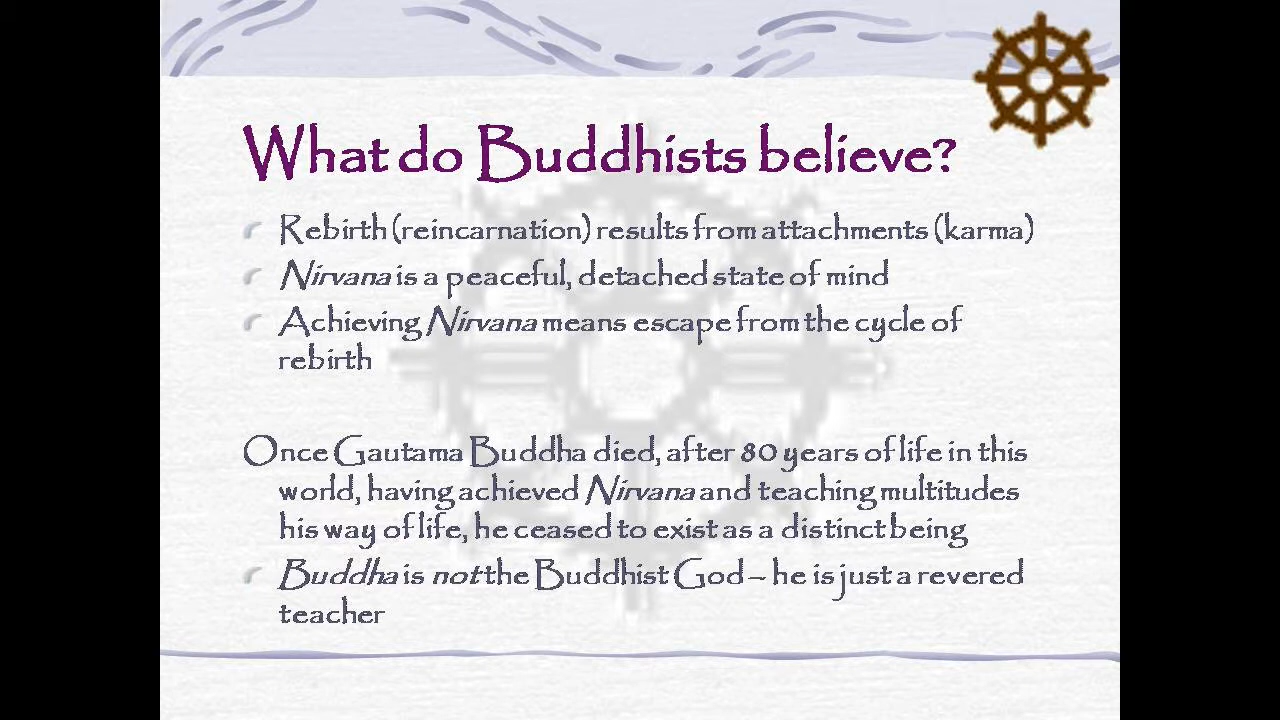 What do Buddhists believe?
Rebirth (reincarnation) results from attachments (karma)
Nirvana is a peaceful, detached state of mind
Achieving Nirvana means escape from the cycle of
rebirth
Once Gautama Buddha died, after 80 years of life in this
world, having achieved Nirvana and teaching multitudes
his way of life, he ceased to exist as a distinct being
Buddha is not the Buddhist God – he is just a revered
teacher